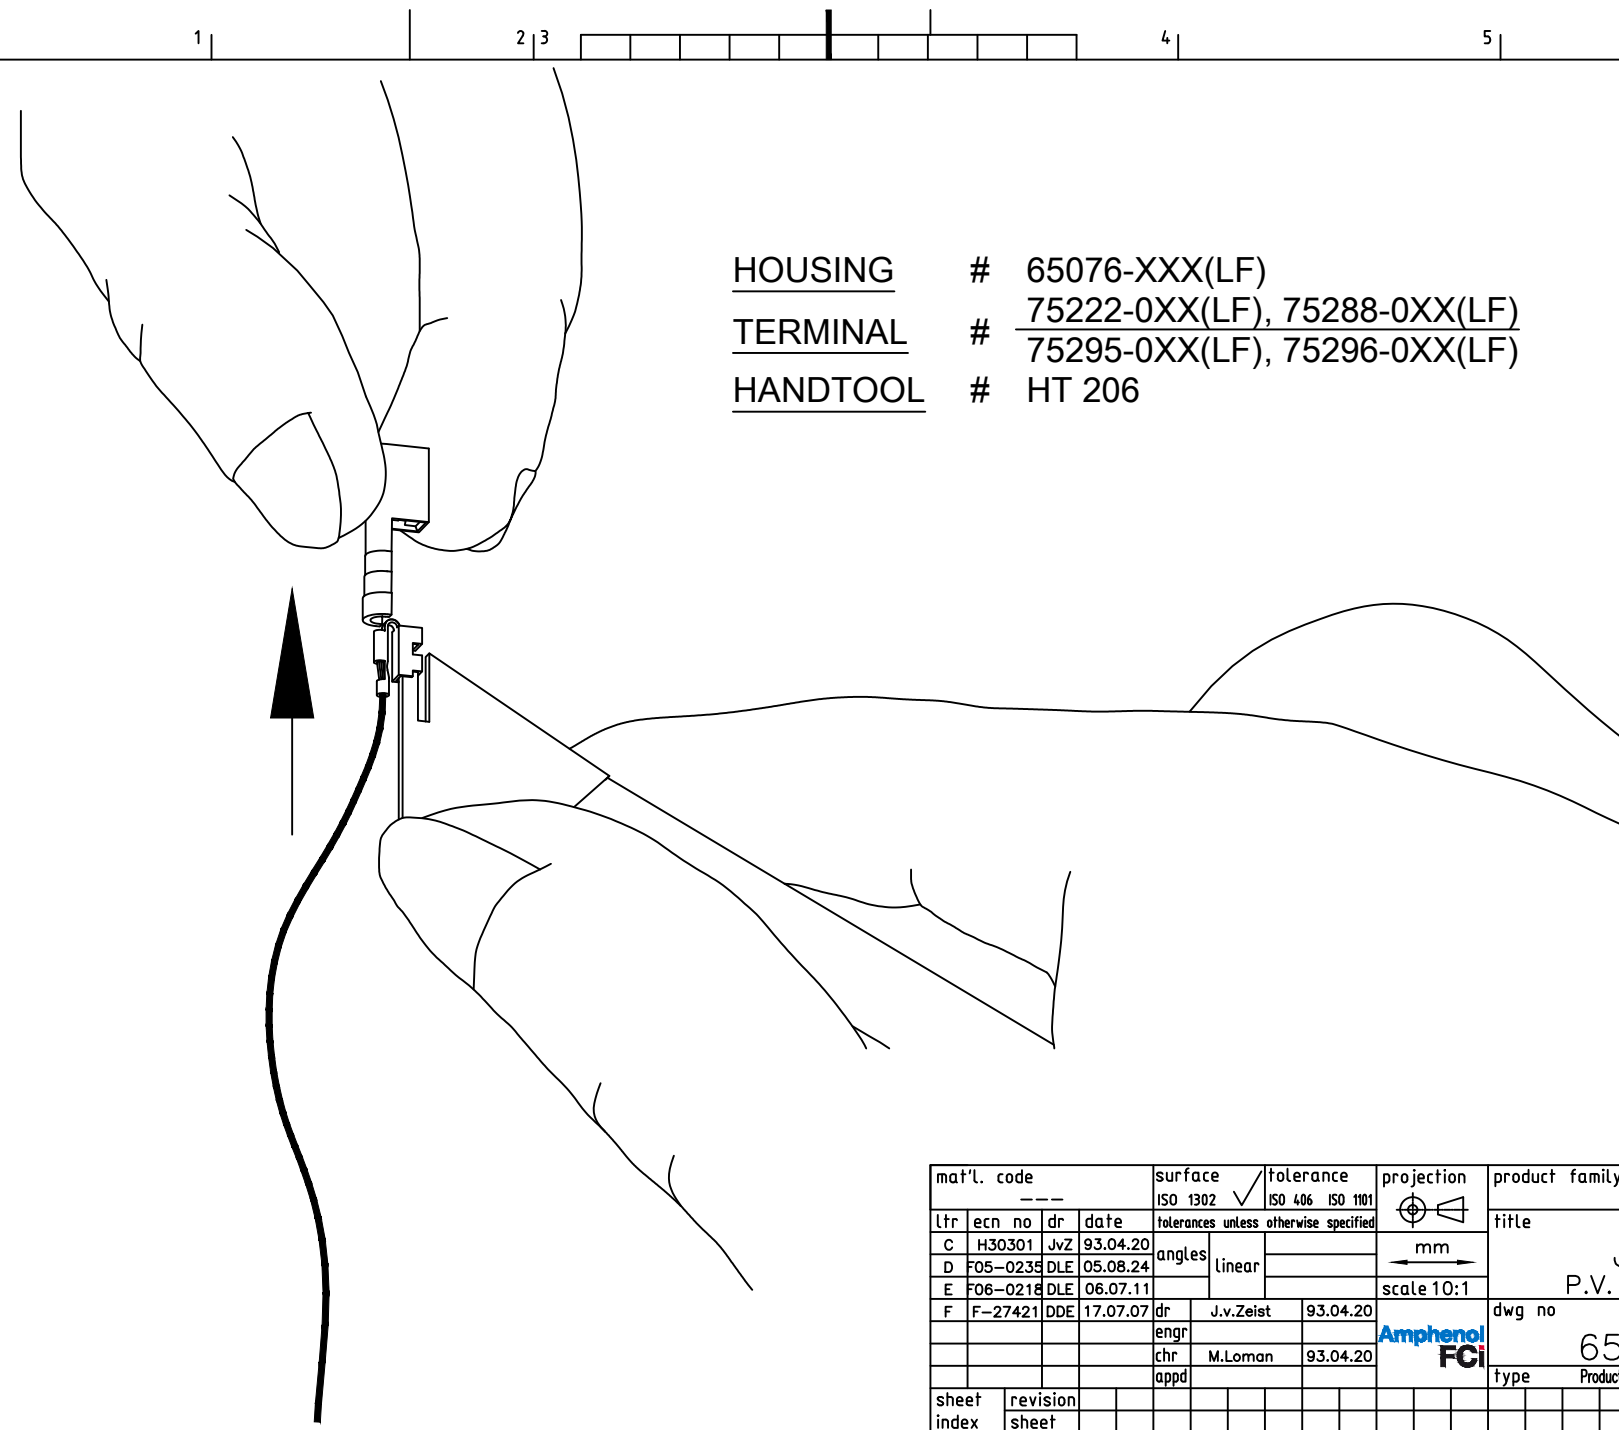 1 2 3 4 5
HOUSING # 65076-XXX(LF)
75222-0XX(LF), 75288-0XX(LF)
TERMINAL #
75295-0XX(LF), 75296-0XX(LF)
HANDTOOL # HT 206
mat'l. code
---
surface
ISO 1302
tolerance
ISO 406 ISO 1101
projection
product family
ltr ecn no dr date
tolerances unless otherwise specified
title
C H30301 JvZ 93.04.20
D F05-0235 DLE 05.08.24
E F06-0218 DLE 06.07.11
F F-27421 DDE 17.07.07
angles
linear
mm
scale 10:1
P.V.
dr J.v.Zeist 93.04.20
engr
chr M.Loman 93.04.20
appd
Amphenol
FCi
dwg no
65
type Product
sheet
index
revision
sheet